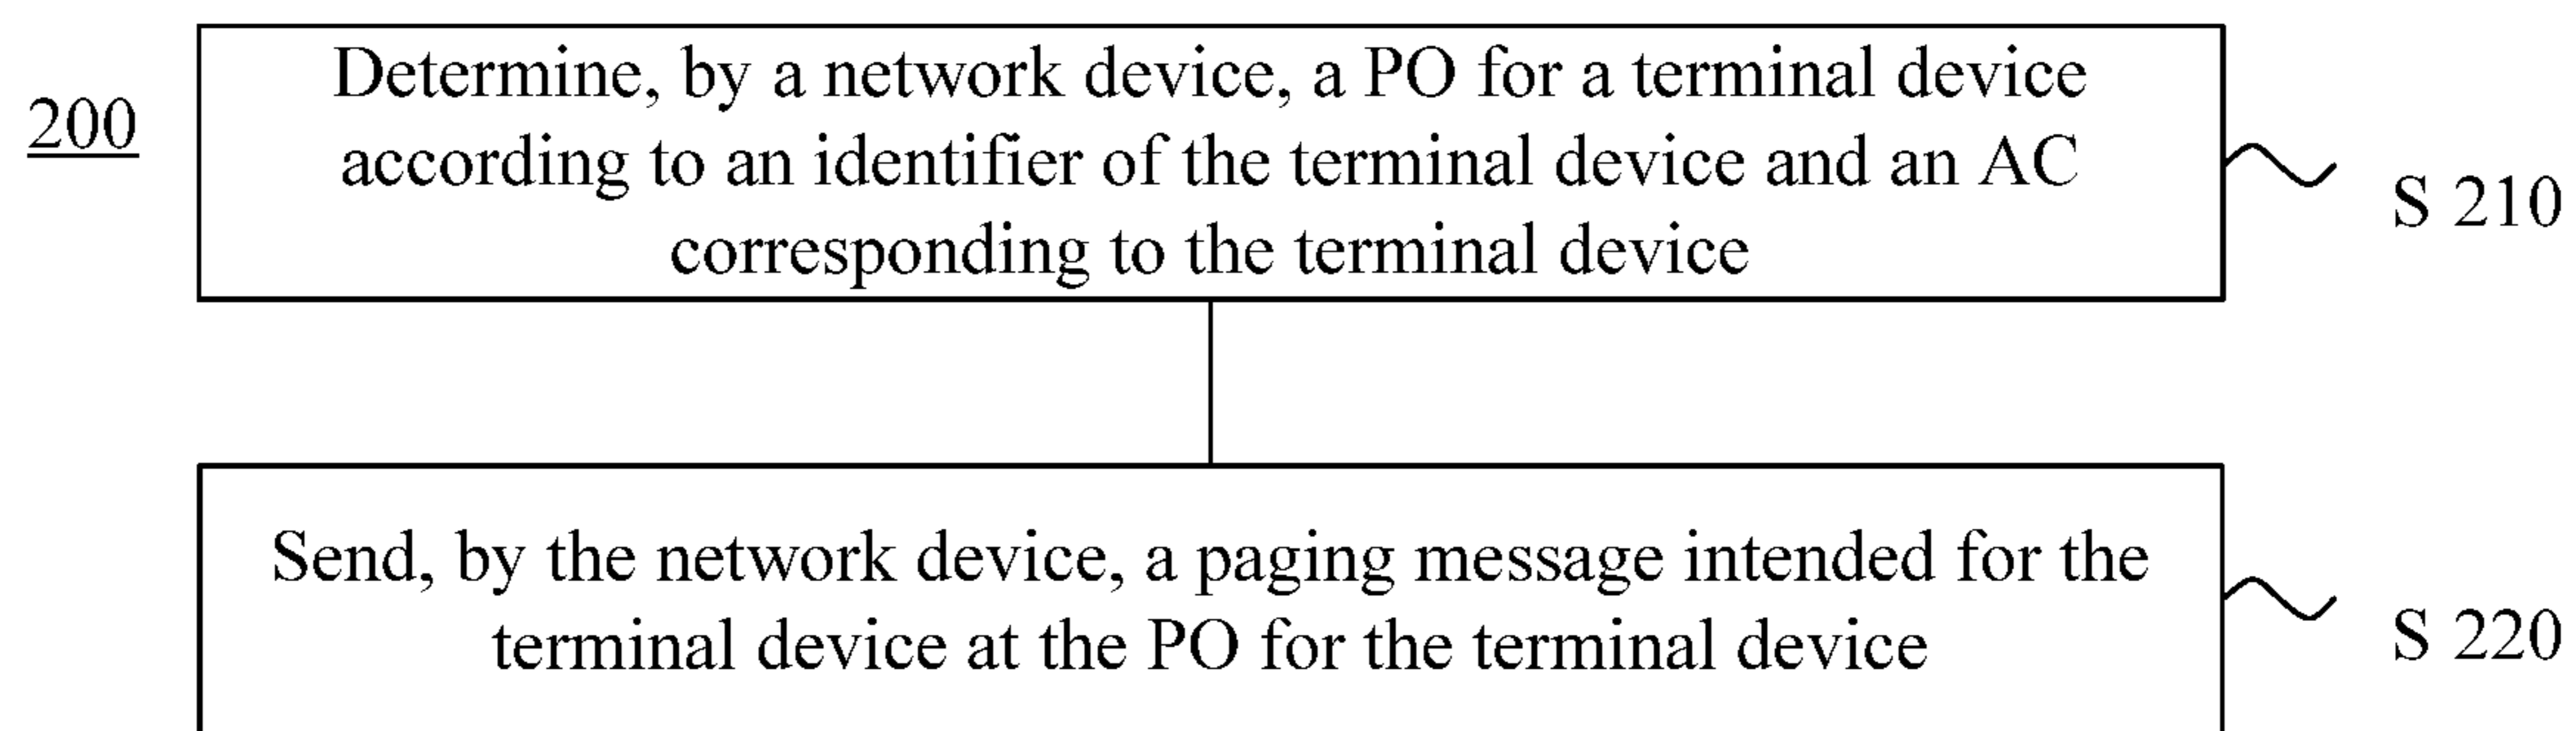 200
Determine, by a network device, a PO for a terminal device
according to an identifier of the terminal device and an AC
corresponding to the terminal device
S 210
Send, by the network device, a paging message intended for the
terminal device at the PO for the terminal device
S 220